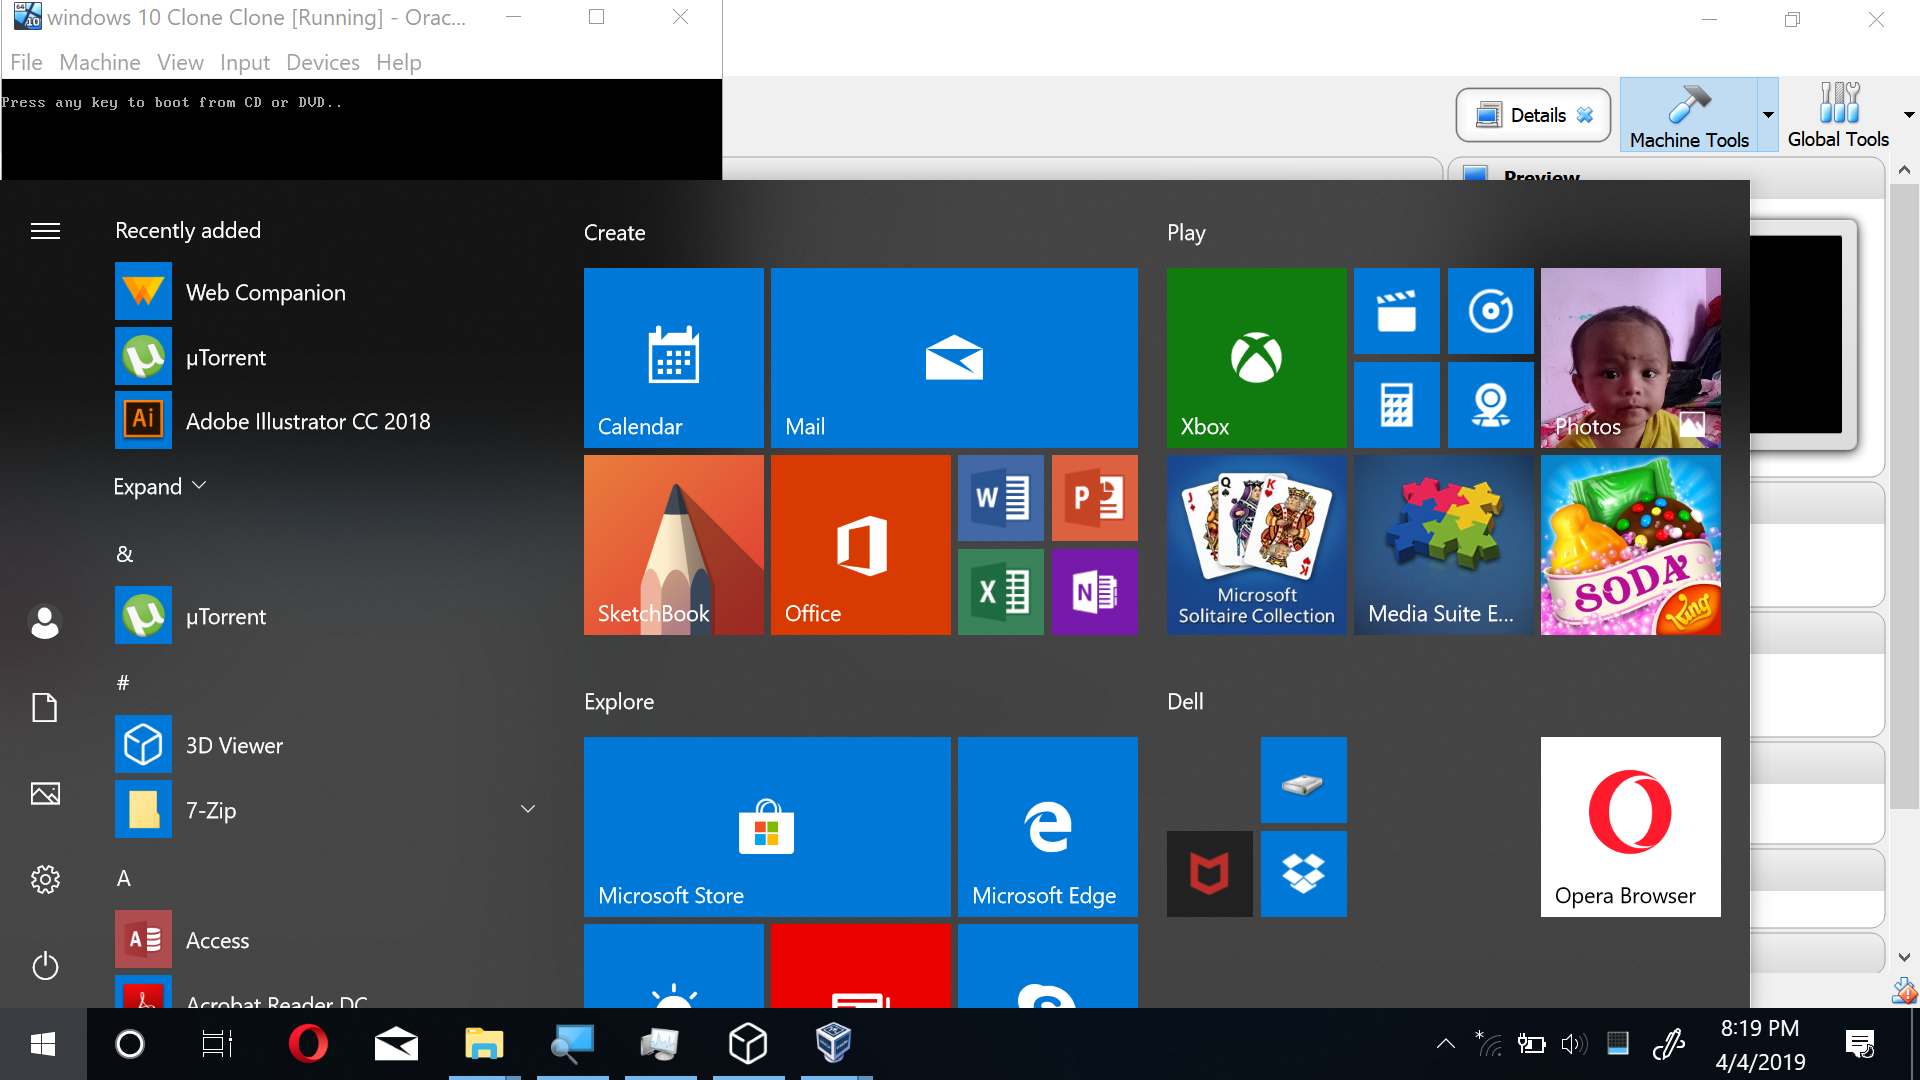 windows 10 Clone Clone [Running] - Orac...
File Machine View Input Devices Help
Press any key to boot from CD or DVD..
Details
Machine Tools
Global Tools
Preview
Recently added
Web Companion
µTorrent
Adobe Illustrator CC 2018
Expand
&
µTorrent
#
3D Viewer
7-Zip
A
Access
Acrobat Reader DC
Create
Calendar
Mail
SketchBook
Office
Play
Xbox
Photos
Microsoft
Solitaire Collection
Media Suite E...
SODA
King
Explore
Microsoft Store
Microsoft Edge
Dell
Opera Browser
8:19 PM
4/4/2019